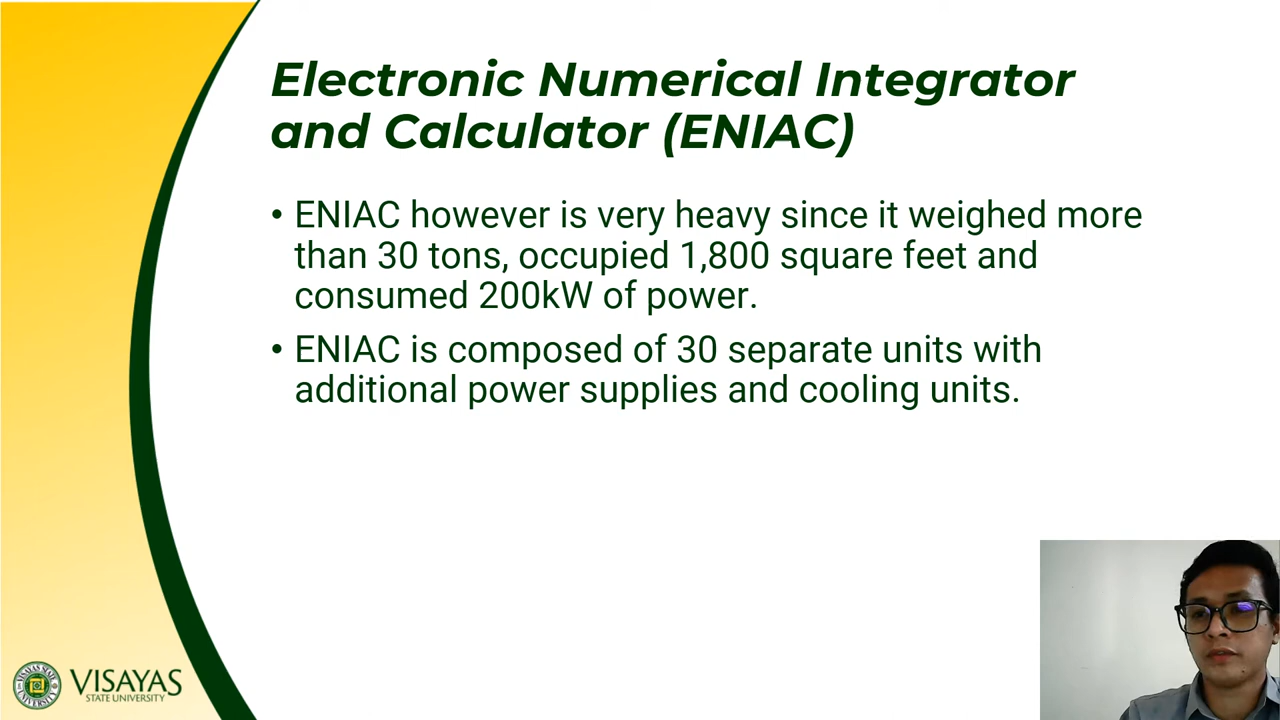 Electronic Numerical Integrator
and Calculator (ENIAC)
• ENIAC however is very heavy since it weighed more
than 30 tons, occupied 1,800 square feet and
consumed 200kW of power.
• ENIAC is composed of 30 separate units with
additional power supplies and cooling units.
VISAYAS
STATE UNIVERSITY